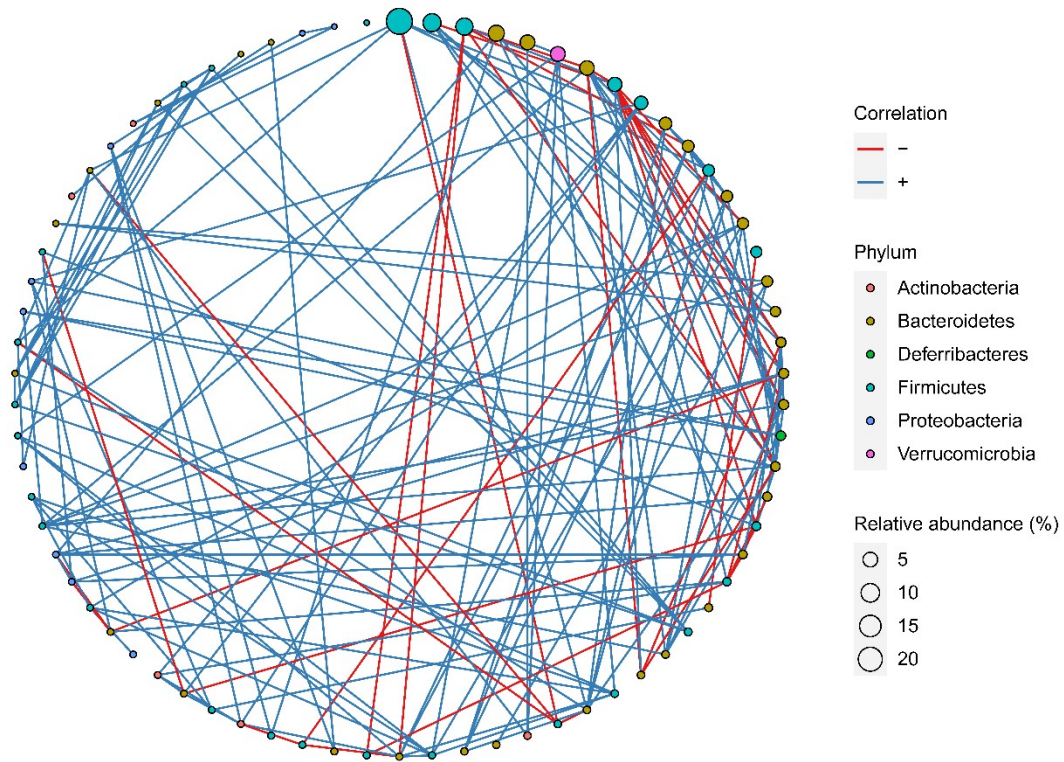 Correlation
−
+
Phylum
Actinobacteria
Bacteroidetes
Deferribacteres
Firmicutes
Proteobacteria
Verrucomicrobia
Relative abundance (%)
5
10
15
20